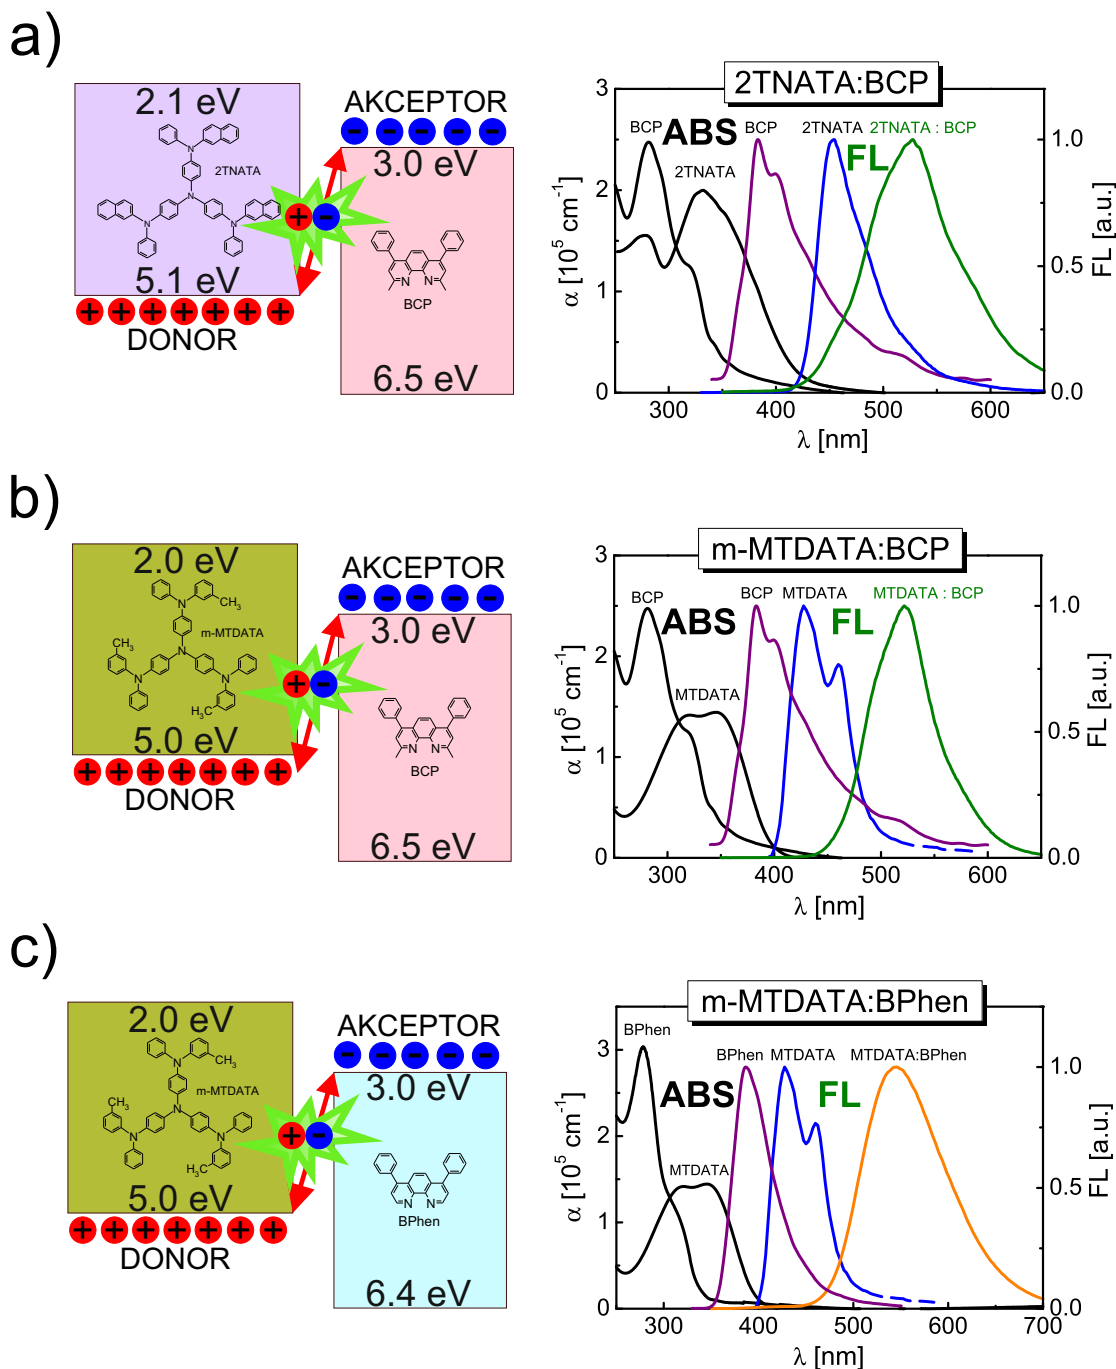 a)
2.1 eV
2TNATA
5.1 eV
DONOR
AKCEPTOR
3.0 eV
BCP
6.5 eV
2TNATA:BCP
BCP ABS BCP 2TNATA 2TNATA : BCP
2TNATA
FL
α [10⁵ cm⁻¹]
3
2
1
0
300 400 500 600
λ [nm]
1.0
0.5
0.0
FL [a.u.]
b)
2.0 eV
CH₃
m-MTDATA
CH₃
H₃C
5.0 eV
DONOR
AKCEPTOR
3.0 eV
BCP
6.5 eV
m-MTDATA:BCP
BCP ABS BCP MTDATA MTDATA : BCP
MTDATA
FL
α [10⁵ cm⁻¹]
3
2
1
0
300 400 500 600
λ [nm]
1.0
0.5
0.0
FL [a.u.]
c)
2.0 eV
CH₃
m-MTDATA
CH₃
H₃C
5.0 eV
DONOR
AKCEPTOR
3.0 eV
BPhen
6.4 eV
m-MTDATA:BPhen
BPhen
BPhen MTDATA MTDATA:BPhen
ABS FL
MTDATA
α [10⁵ cm⁻¹]
3
2
1
0
300 400 500 600 700
λ [nm]
1.0
0.5
0.0
FL [a.u.]